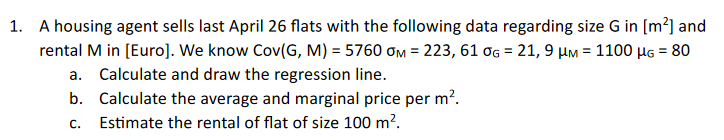 1. A housing agent sells last April 26 flats with the following data regarding size G in [m²] and
rental M in [Euro]. We know Cov(G, M) = 5760 σM = 223, 61 σG = 21, 9 μM = 1100 μG = 80
a. Calculate and draw the regression line.
b. Calculate the average and marginal price per m².
c. Estimate the rental of flat of size 100 m².